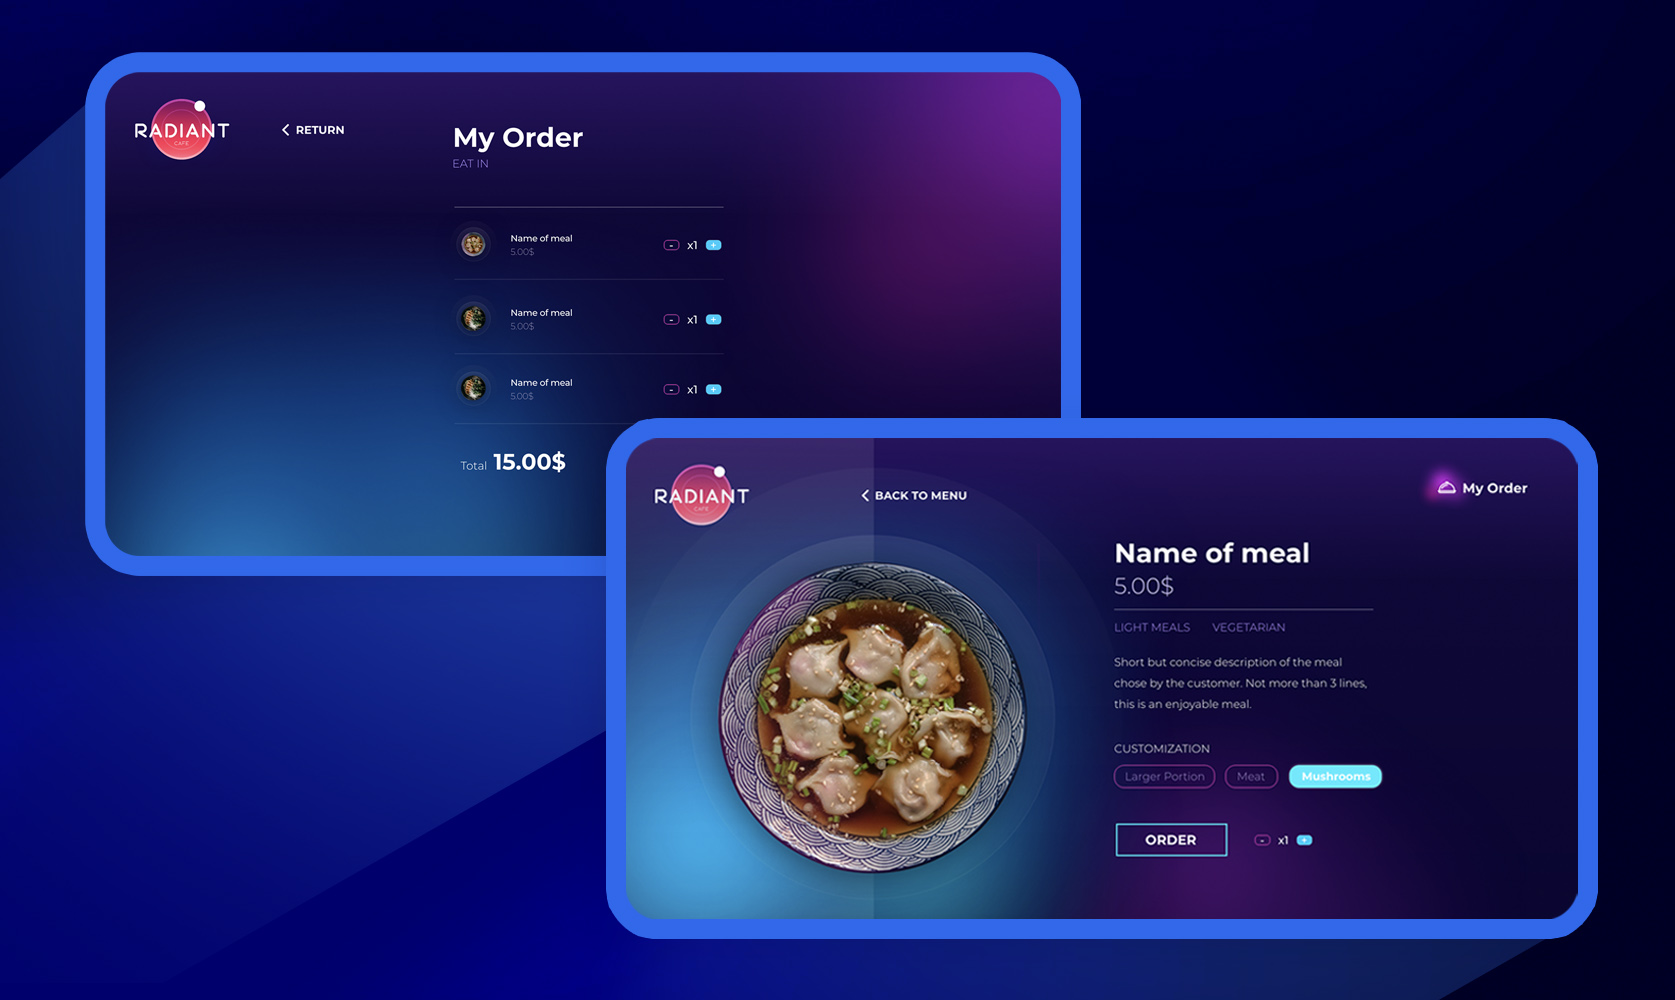 RADIANT
CAFE
RETURN
My Order
EAT IN
Name of meal
5.00$
- x1 +
Name of meal
5.00$
- x1 +
Name of meal
5.00$
- x1 +
Total 15.00$
RADIANT
CAFE
BACK TO MENU
My Order
Name of meal
5.00$
LIGHT MEALS VEGETARIAN
Short but concise description of the meal
chose by the customer. Not more than 3 lines,
this is an enjoyable meal.
CUSTOMIZATION
Larger Portion Meat Mushrooms
ORDER - x1 +